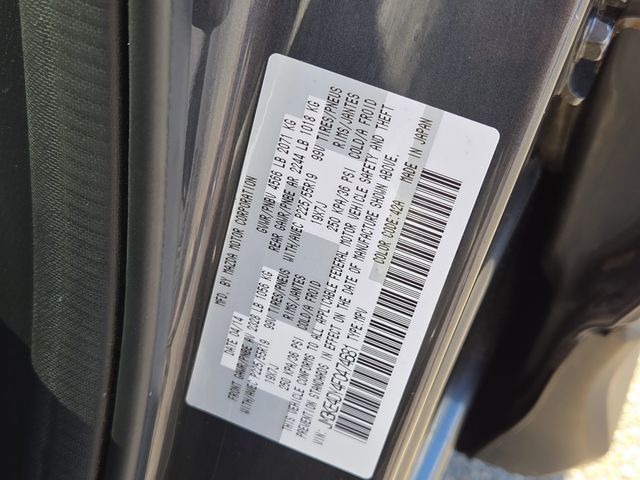 MFD. BY MAZDA MOTOR CORPORATION
DATE 04/14 GVWR/PNBV 4566 LB 2071 KG
FRONT GAWR/PNBE AV 2328 LB 1056 KG REAR GAWR/PNBE AR 2244 LB 1018 KG
WITH/AVEC P225/55R19 99V TIRES/PNEUS WITH/AVEC P225/55R19 99V TIRES/PNEUS
19X7J RIMS/JANTES 19X7J RIMS/JANTES
250 KPA/36 PSI COLD/A FROID 250 KPA/36 PSI COLD/A FROID
THIS VEHICLE CONFORMS TO ALL APPLICABLE FEDERAL MOTOR VEHICLE SAFETY AND THEFT
PREVENTION STANDARDS IN EFFECT ON THE DATE OF MANUFACTURE SHOWN ABOVE.
VIN: JM3KE4DY4F0474681 TYPE MPV COLOR CODE: 42A MADE IN JAPAN